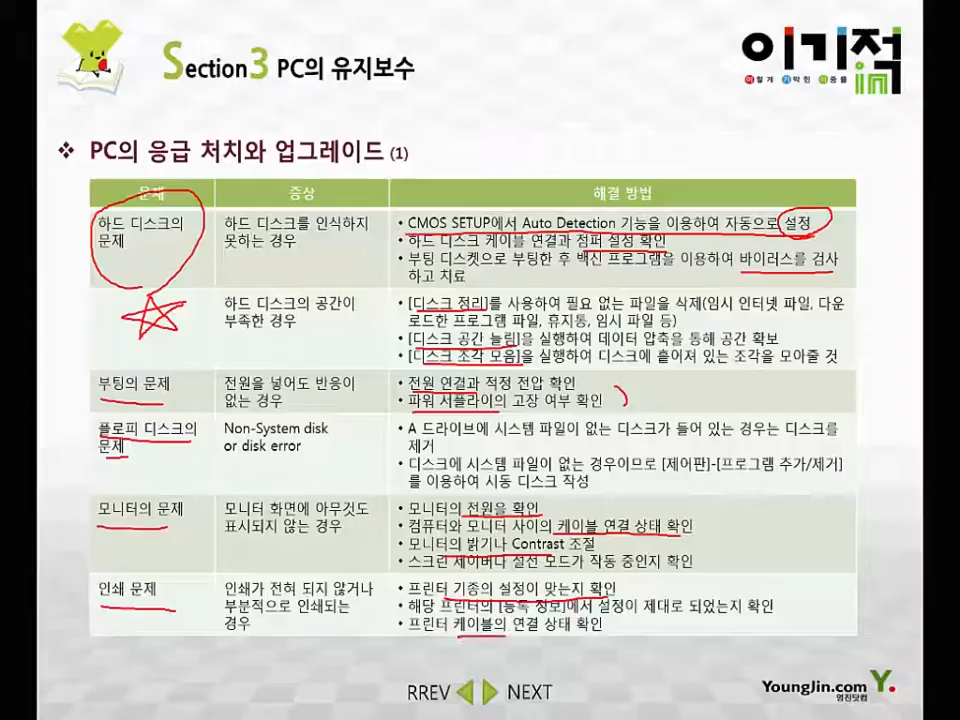 Section3 PC의 유지보수
이기적in
이렇게 기막힌 적중률
❖ PC의 응급 처치와 업그레이드 (1)
문제 증상 해결 방법
하드 디스크의 문제
하드 디스크를 인식하지
못하는 경우
• CMOS SETUP에서 Auto Detection 기능을 이용하여 자동으로 설정
• 하드 디스크 케이블 연결과 점퍼 설정 확인
• 부팅 디스켓으로 부팅한 후 백신 프로그램을 이용하여 바이러스를 검사
하고 치료
하드 디스크의 공간이
부족한 경우
• [디스크 정리]를 사용하여 필요 없는 파일을 삭제(임시 인터넷 파일, 다운
로드한 프로그램 파일, 휴지통, 임시 파일 등)
• [디스크 공간 늘림]을 실행하여 데이터 압축을 통해 공간 확보
• [디스크 조각 모음]을 실행하여 디스크에 흩어져 있는 조각을 모아줄 것
부팅의 문제
전원을 넣어도 반응이
없는 경우
• 전원 연결과 적정 전압 확인
• 파워 서플라이의 고장 여부 확인
플로피 디스크의
문제
Non-System disk
or disk error
• A 드라이브에 시스템 파일이 없는 디스크가 들어 있는 경우는 디스크를
제거
• 디스크에 시스템 파일이 없는 경우이므로 [제어판]-[프로그램 추가/제거]
를 이용하여 시동 디스크 작성
모니터의 문제
모니터 화면에 아무것도
표시되지 않는 경우
• 모니터의 전원을 확인
• 컴퓨터와 모니터 사이의 케이블 연결 상태 확인
• 모니터의 밝기나 Contrast 조절
• 스크린 세이버나 절전 모드가 작동 중인지 확인
인쇄 문제
인쇄가 전혀 되지 않거나
부분적으로 인쇄되는
경우
• 프린터 기종의 설정이 맞는지 확인
• 해당 프린터의 [등록 정보]에서 설정이 제대로 되었는지 확인
• 프린터 케이블의 연결 상태 확인
RREV NEXT
YoungJin.com Y.
영진닷컴